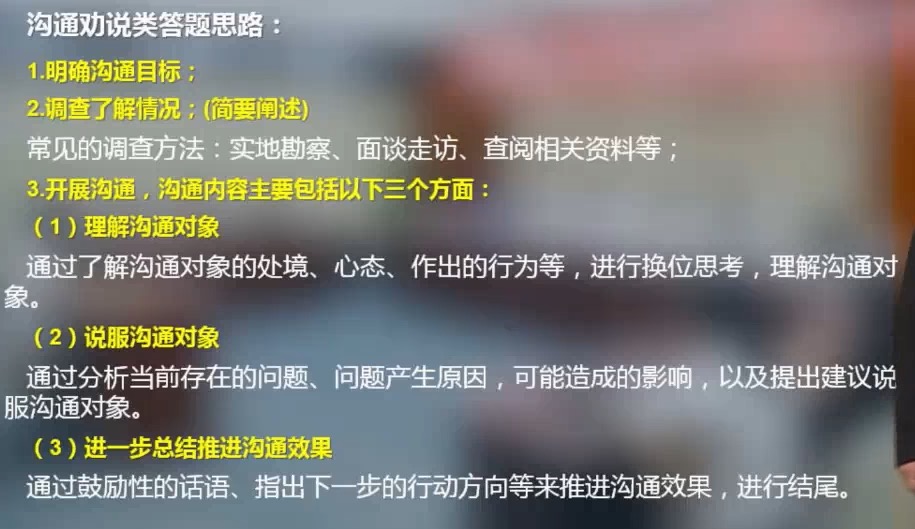 沟通劝说类答题思路：
1.明确沟通目标；
2.调查了解情况；(简要阐述)
常见的调查方法：实地勘察、面谈走访、查阅相关资料等；
3.开展沟通，沟通内容主要包括以下三个方面：
（1）理解沟通对象
通过了解沟通对象的处境、心态、作出的行为等，进行换位思考，理解沟通对
象。
（2）说服沟通对象
通过分析当前存在的问题、问题产生原因，可能造成的影响，以及提出建议说
服沟通对象。
（3）进一步总结推进沟通效果
通过鼓励性的话语、指出下一步的行动方向等来推进沟通效果，进行结尾。